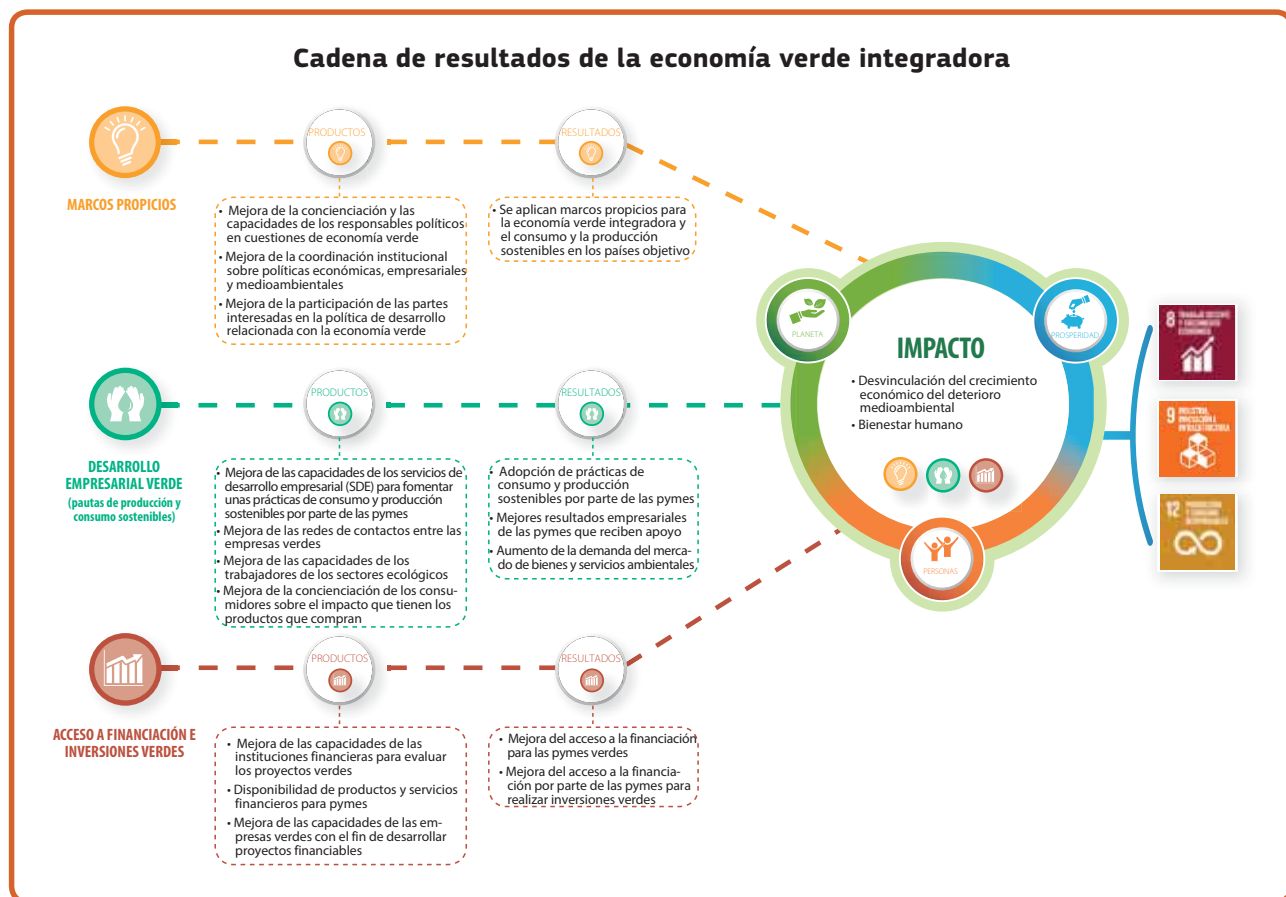 Cadena de resultados de la economía verde integradora
MARCOS PROPICIOS
PRODUCTOS
• Mejora de la concienciación y las
capacidades de los responsables políticos
en cuestiones de economía verde
• Mejora de la coordinación institucional
sobre políticas económicas, empresariales
y medioambientales
• Mejora de la participación de las partes
interesadas en la política de desarrollo
relacionada con la economía verde
RESULTADOS
• Se aplican marcos propicios para
la economía verde integradora y
el consumo y la producción
sostenibles en los países objetivo
DESARROLLO
EMPRESARIAL VERDE
(pautas de producción y
consumo sostenibles)
PRODUCTOS
• Mejora de las capacidades de los servicios de
desarrollo empresarial (SDE) para fomentar
unas prácticas de consumo y producción
sostenibles por parte de las pymes
• Mejora de las redes de contactos entre las
empresas verdes
• Mejora de las capacidades de los
trabajadores de los sectores ecológicos
• Mejora de la concienciación de los consu-
midores sobre el impacto que tienen los
productos que compran
RESULTADOS
• Adopción de prácticas de
consumo y producción
sostenibles por parte de las pymes
• Mejores resultados empresariales
de las pymes que reciben apoyo
• Aumento de la demanda del merca-
do de bienes y servicios ambientales
ACCESO A FINANCIACIÓN E
INVERSIONES VERDES
PRODUCTOS
• Mejora de las capacidades de las
instituciones financieras para evaluar
los proyectos verdes
• Disponibilidad de productos y servicios
financieros para pymes
• Mejora de las capacidades de las em-
presas verdes con el fin de desarrollar
proyectos financiables
RESULTADOS
• Mejora del acceso a la financiación
para las pymes verdes
• Mejora del acceso a la financia-
ción por parte de las pymes para
realizar inversiones verdes
PLANETA
PROSPERIDAD
IMPACTO
• Desvinculación del crecimiento
económico del deterioro
medioambiental
• Bienestar humano
PERSONAS
8 TRABAJO DECENTE
Y CRECIMIENTO
ECONÓMICO
9 INDUSTRIA,
INNOVACIÓN E
INFRAESTRUCTURA
12 PRODUCCIÓN
Y CONSUMO
RESPONSABLES